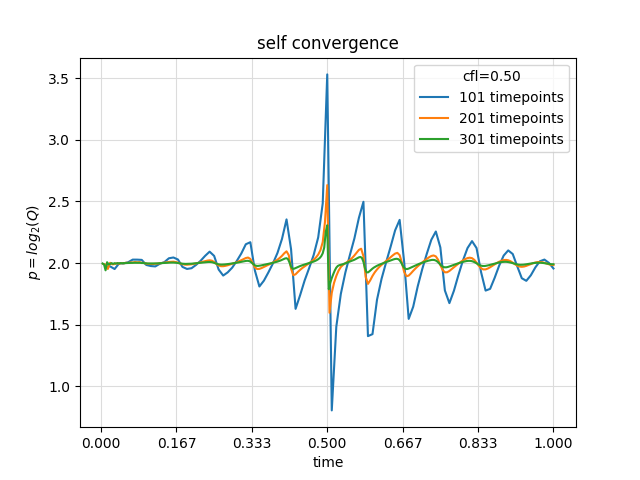 self convergence
cfl=0.50
101 timepoints
201 timepoints
301 timepoints
p = log₂(Q)
3.5
3.0
2.5
2.0
1.5
1.0
0.000 0.167 0.333 0.500 0.667 0.833 1.000
time